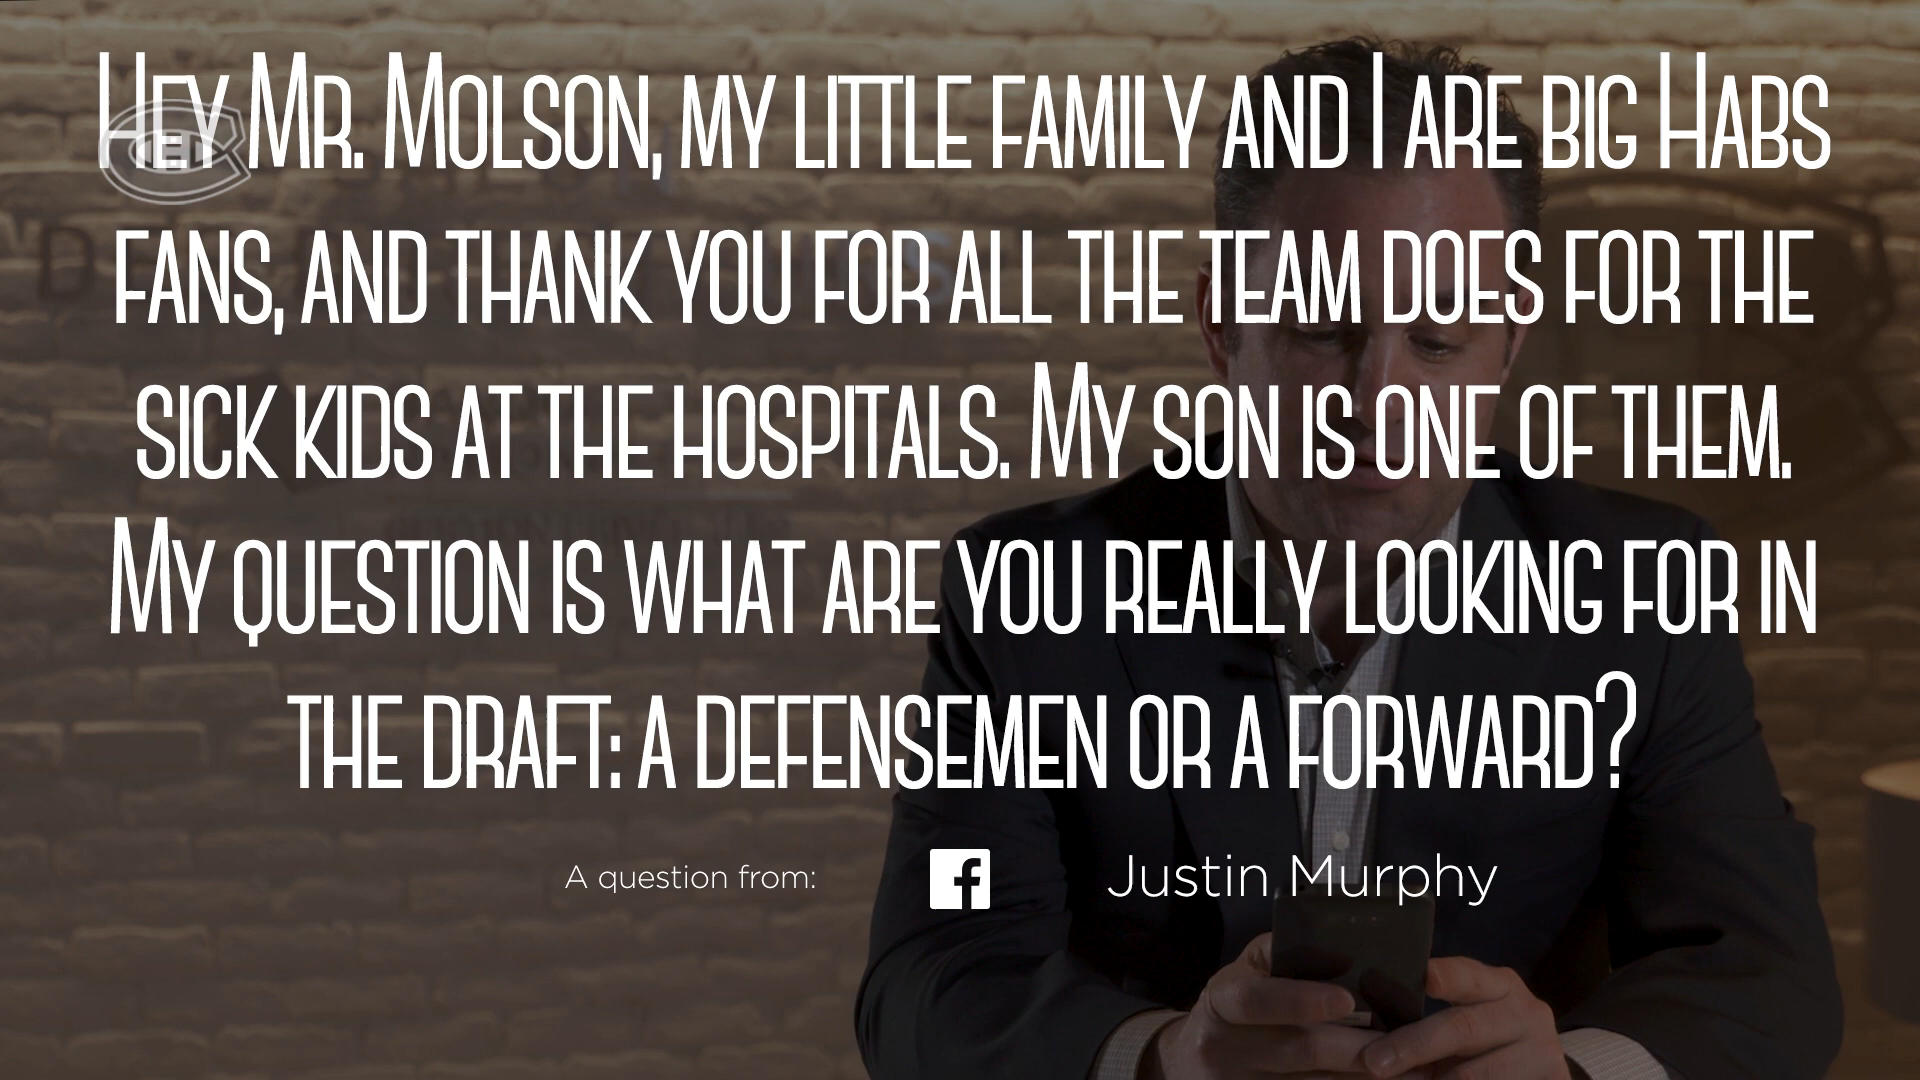 Hey Mr. Molson, my little family and I are big Habs
fans, and thank you for all the team does for the
sick kids at the hospitals. My son is one of them.
My question is what are you really looking for in
the draft: a defensemen or a forward?
A question from: f Justin Murphy